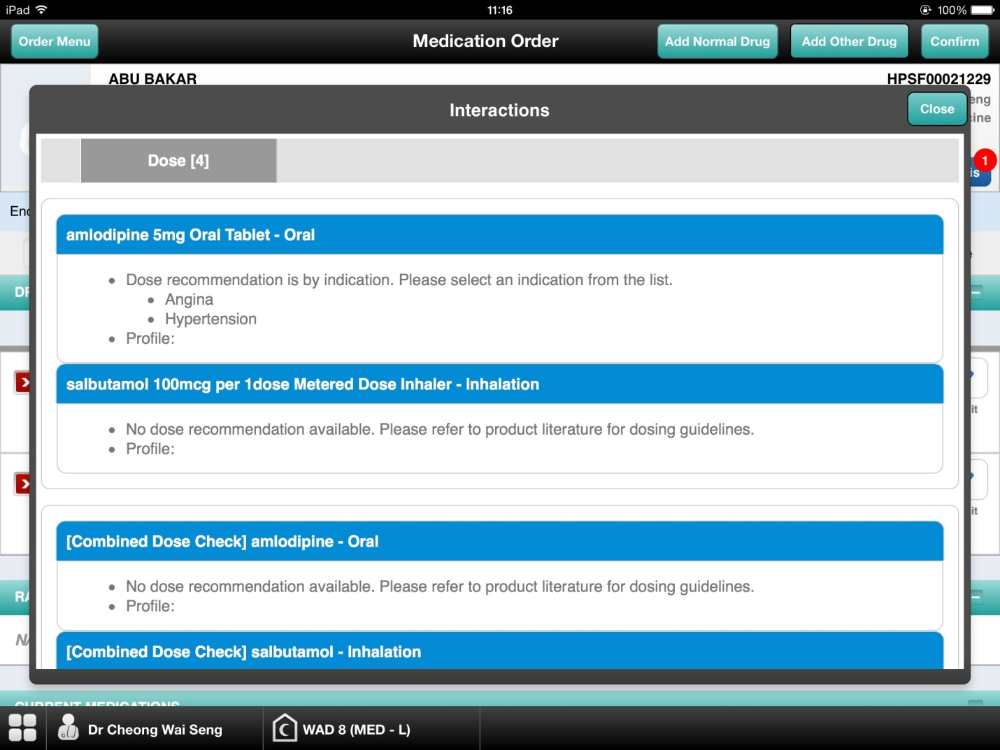 iPad 11:16 100%
Order Menu Medication Order Add Normal Drug Add Other Drug Confirm
ABU BAKAR HPSF00021229
eng
Interactions Close
cine
Dose [4] 1
is
amlodipine 5mg Oral Tablet - Oral
• Dose recommendation is by indication. Please select an indication from the list.
• Angina
• Hypertension
• Profile:
salbutamol 100mcg per 1dose Metered Dose Inhaler - Inhalation
it
• No dose recommendation available. Please refer to product literature for dosing guidelines.
• Profile:
it
[Combined Dose Check] amlodipine - Oral
• No dose recommendation available. Please refer to product literature for dosing guidelines.
• Profile:
[Combined Dose Check] salbutamol - Inhalation
CURRENT MEDICATIONS
Dr Cheong Wai Seng WAD 8 (MED - L)